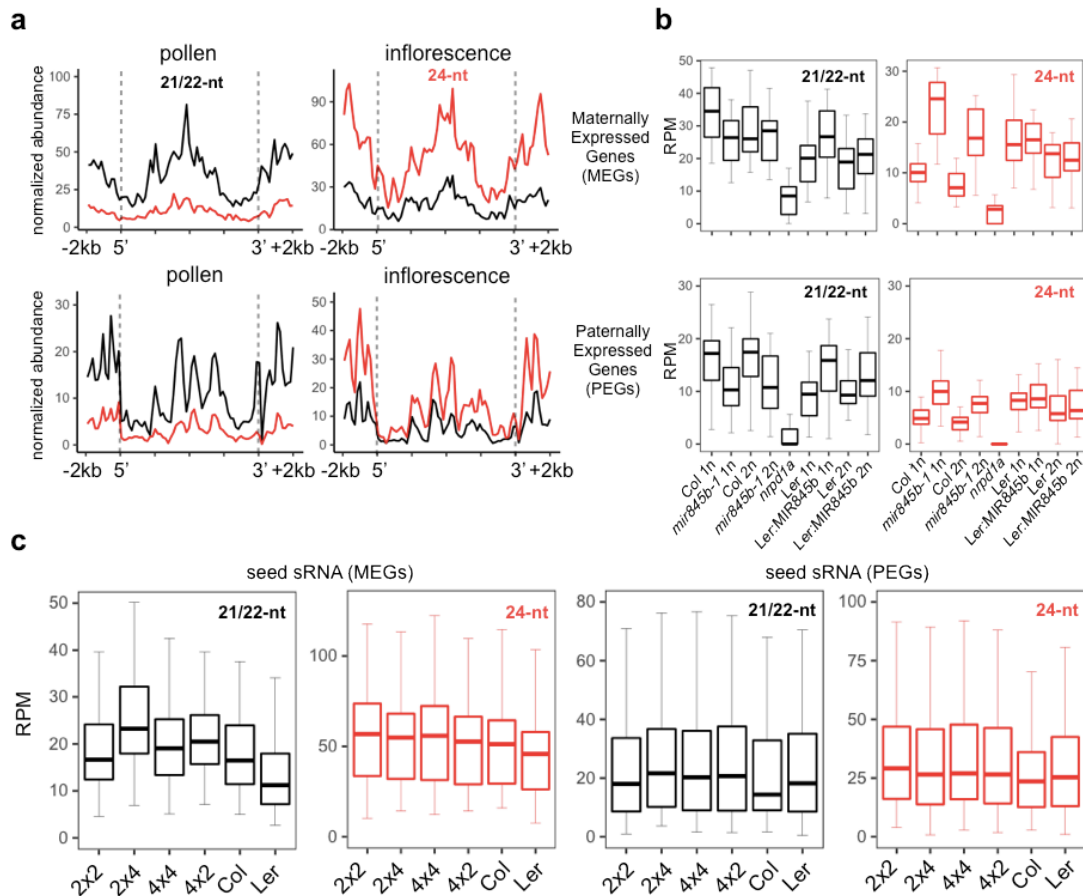 a
pollen
inflorescence
normalized abundance
100
75
50
25
0
21/22-nt
-2kb 5' 3' +2kb
90
60
30
0
24-nt
-2kb 5' 3' +2kb
pollen
inflorescence
normalized abundance
30
20
10
0
-2kb 5' 3' +2kb
50
40
30
20
10
0
-2kb 5' 3' +2kb
b
Maternally
Expressed
Genes
(MEGs)
RPM
50
40
30
20
10
0
21/22-nt
30
20
10
0
24-nt
Paternally
Expressed
Genes
(PEGs)
RPM
30
20
10
0
21/22-nt
Col 1n
mir845b-1 1n
Col 2n
mir845b-1 2n
nrpd1a
Ler 1n
Ler:MIR845b 1n
Ler 2n
Ler:MIR845b 2n
30
20
10
0
24-nt
Col 1n
mir845b-1 1n
Col 2n
mir845b-1 2n
nrpd1a
Ler 1n
Ler:MIR845b 1n
Ler 2n
Ler:MIR845b 2n
c
seed sRNA (MEGs)
seed sRNA (PEGs)
RPM
50
40
30
20
10
0
21/22-nt
2x2 2x4 4x4 4x2 Col Ler
100
50
0
24-nt
2x2 2x4 4x4 4x2 Col Ler
80
60
40
20
0
21/22-nt
2x2 2x4 4x4 4x2 Col Ler
100
75
50
25
0
24-nt
2x2 2x4 4x4 4x2 Col Ler